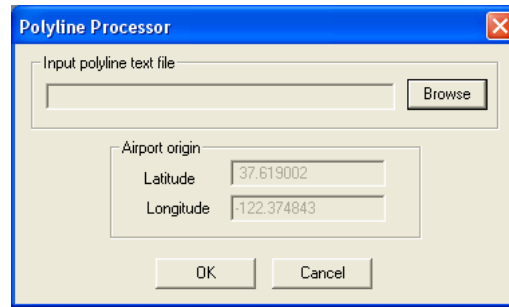 Polyline Processor
Input polyline text file
Browse
Airport origin
Latitude 37.619002
Longitude -122.374843
OK Cancel